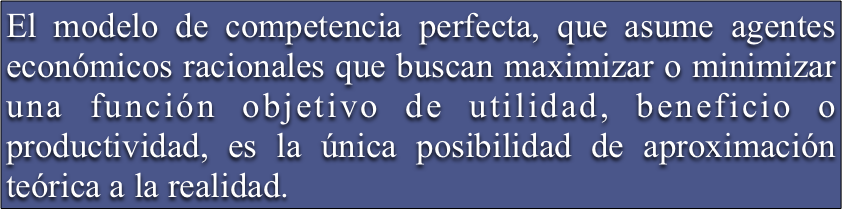 El modelo de competencia perfecta, que asume agentes
económicos racionales que buscan maximizar o minimizar
una función objetivo de utilidad, beneficio o
productividad, es la única posibilidad de aproximación
teórica a la realidad.